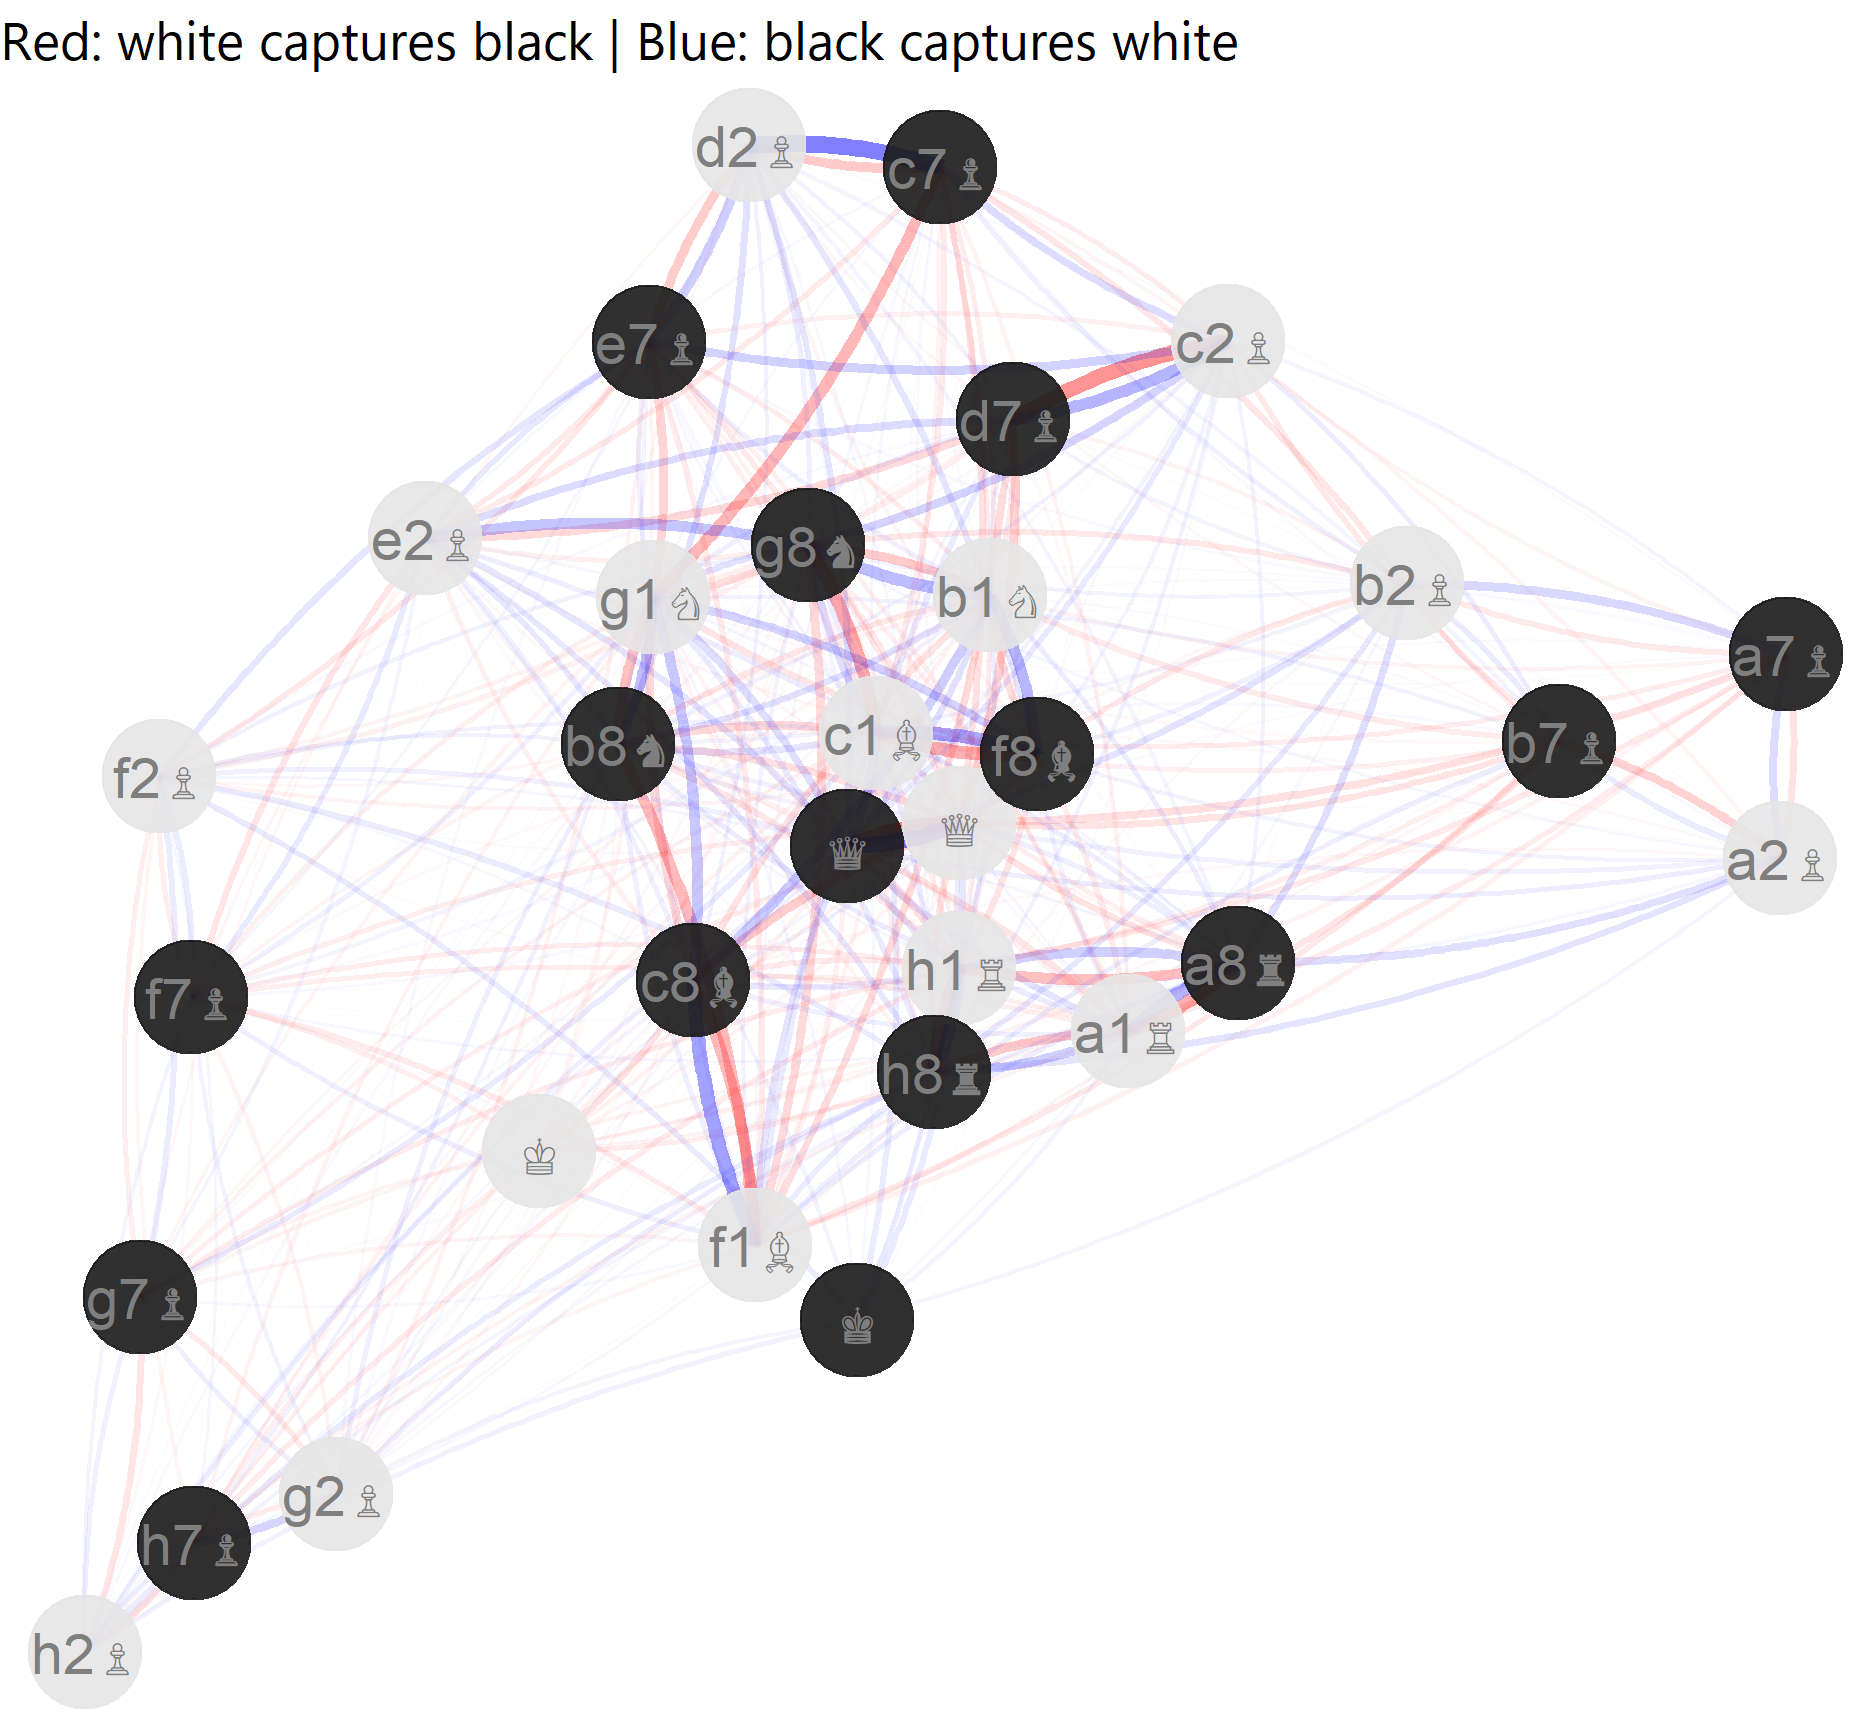 Red: white captures black | Blue: black captures white
d2 ♙
c7 ♝
e7 ♟
c2 ♙
d7 ♟
e2 ♙
g8 ♞
g1 ♘
b1 ♘
b2 ♙
a7 ♟
b8 ♞
c1 ♗
f8 ♝
b7 ♟
f2 ♙
♛
♕
a2 ♙
f7 ♟
c8 ♝
h1 ♖
a8 ♜
a1 ♖
h8 ♜
♔
f1 ♗
g7 ♟
♚
g2 ♙
h7 ♟
h2 ♙